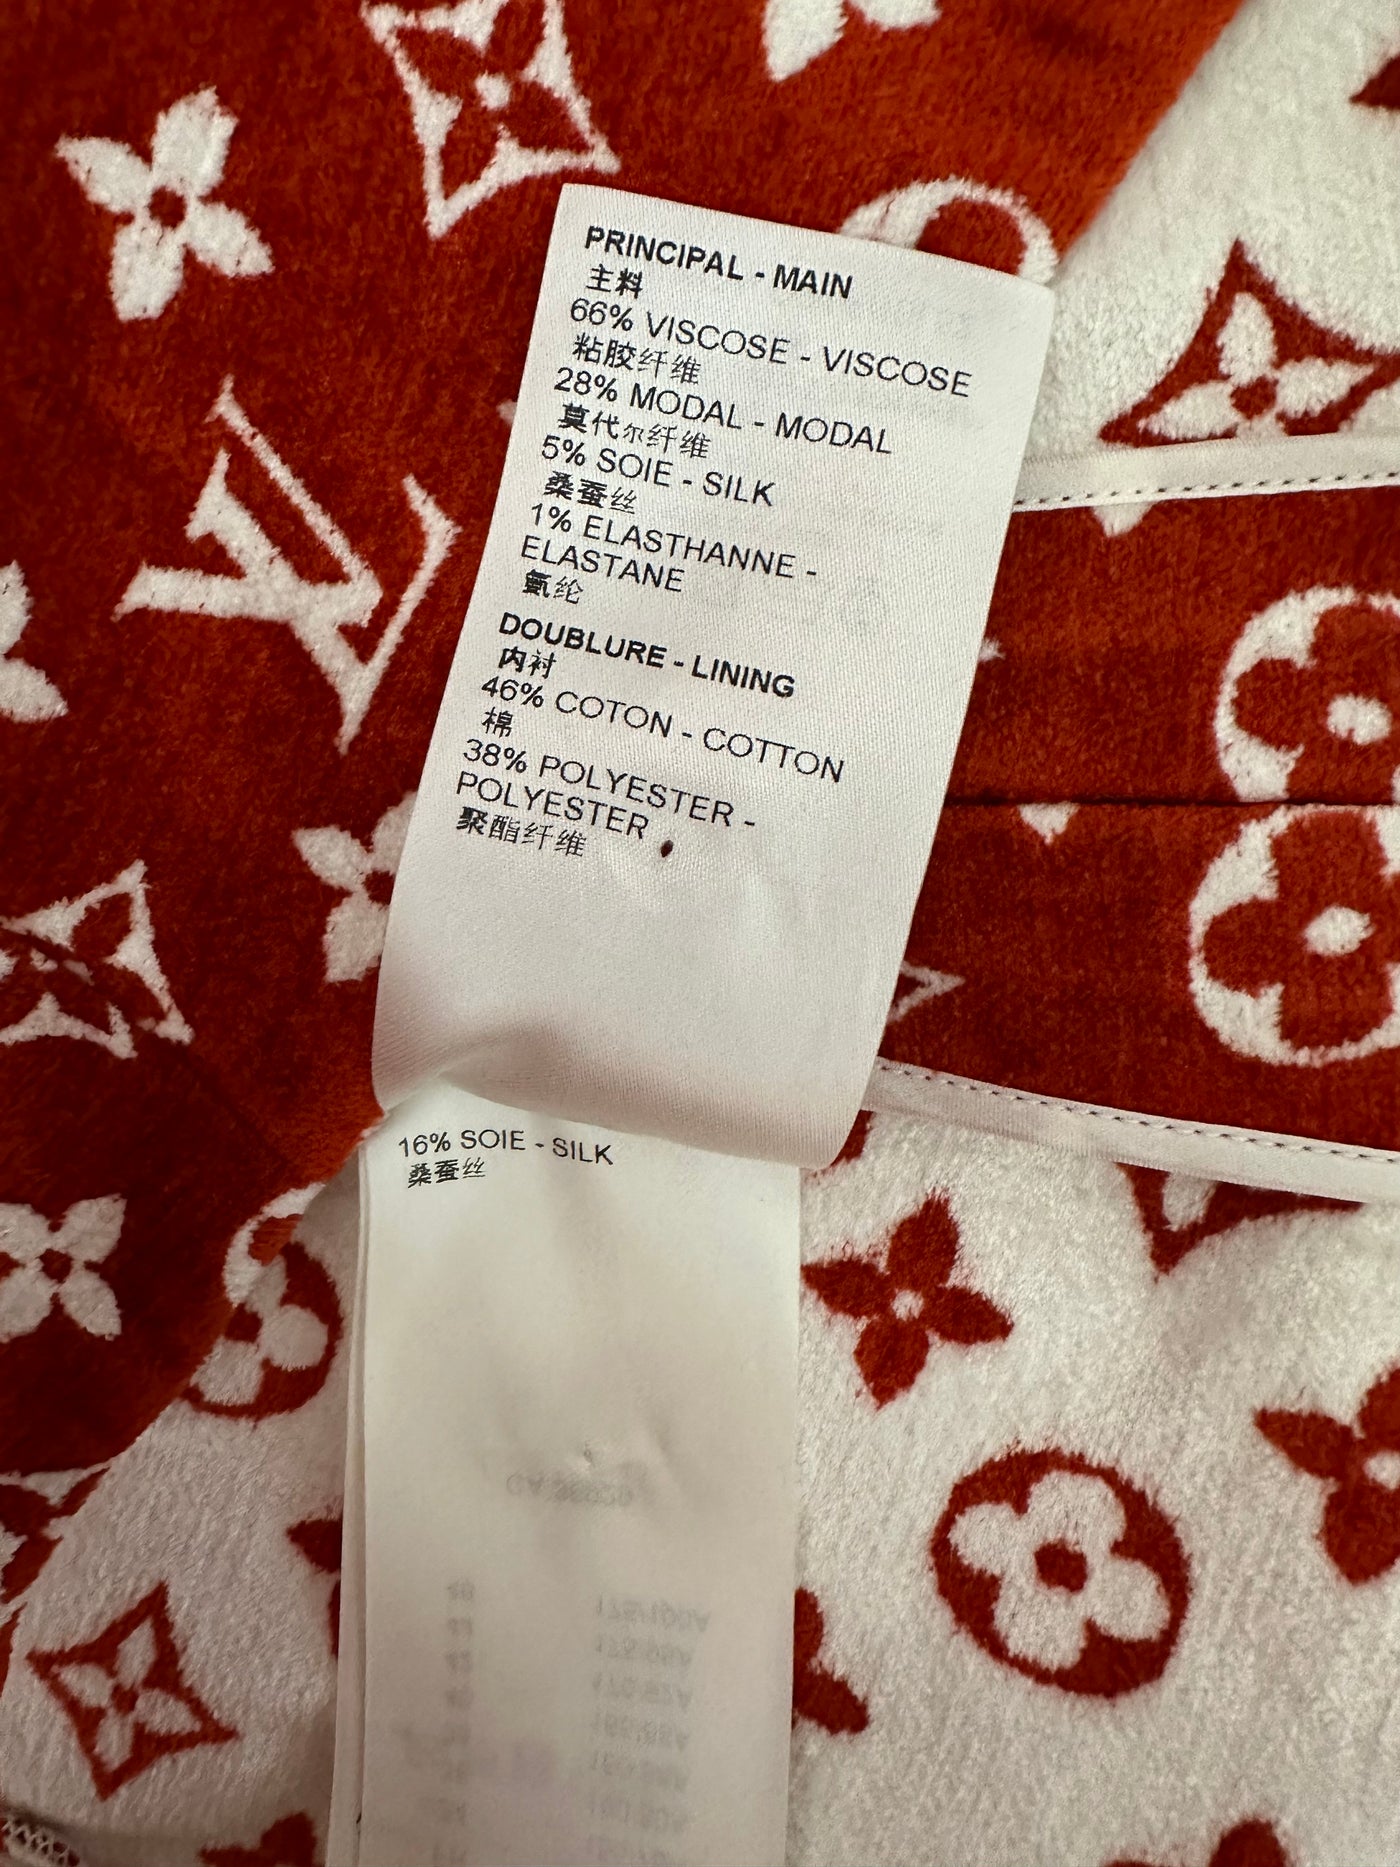 PRINCIPAL - MAIN
主料
66% VISCOSE - VISCOSE
粘胶纤维
28% MODAL - MODAL
莫代尔纤维
5% SOIE - SILK
桑蚕丝
1% ELASTHANNE -
ELASTANE
氨纶
DOUBLURE - LINING
内衬
46% COTON - COTTON
棉
38% POLYESTER -
POLYESTER
聚酯纤维
16% SOIE - SILK
桑蚕丝